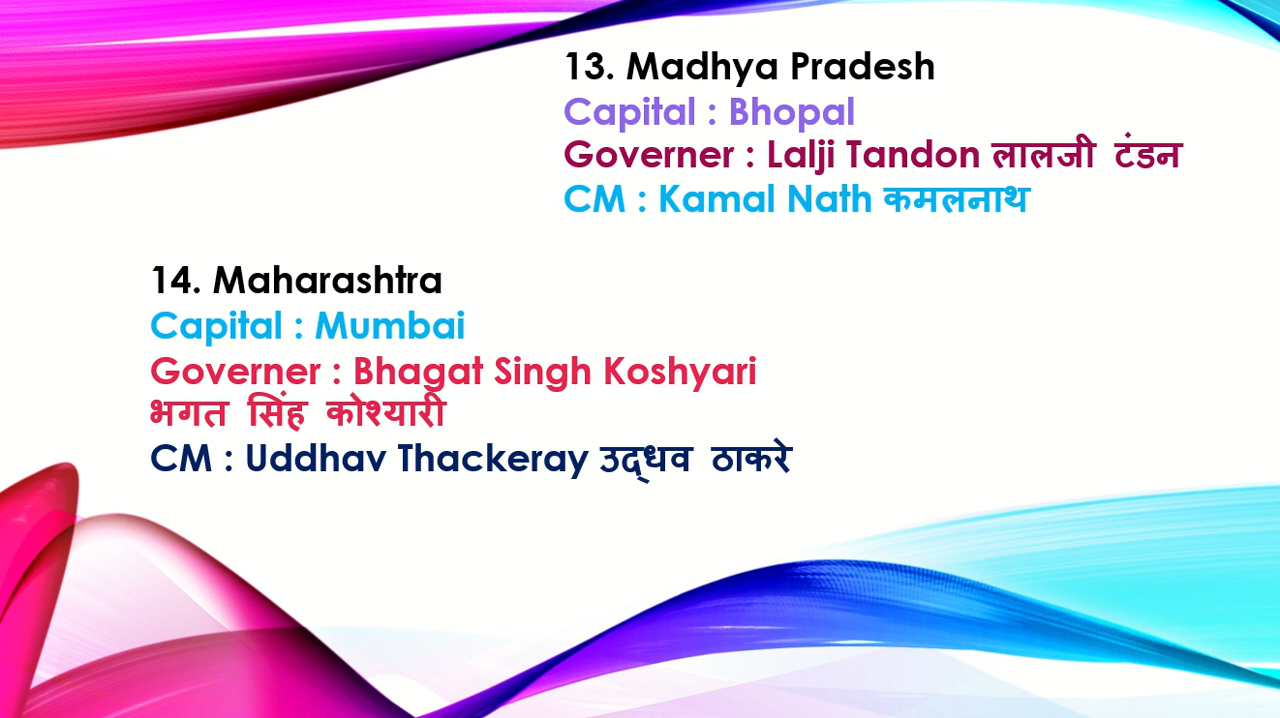 13. Madhya Pradesh
Capital : Bhopal
Governer : Lalji Tandon लालजी टंडन
CM : Kamal Nath कमलनाथ
14. Maharashtra
Capital : Mumbai
Governer : Bhagat Singh Koshyari
भगत सिंह कोश्यारी
CM : Uddhav Thackeray उद्धव ठाकरे